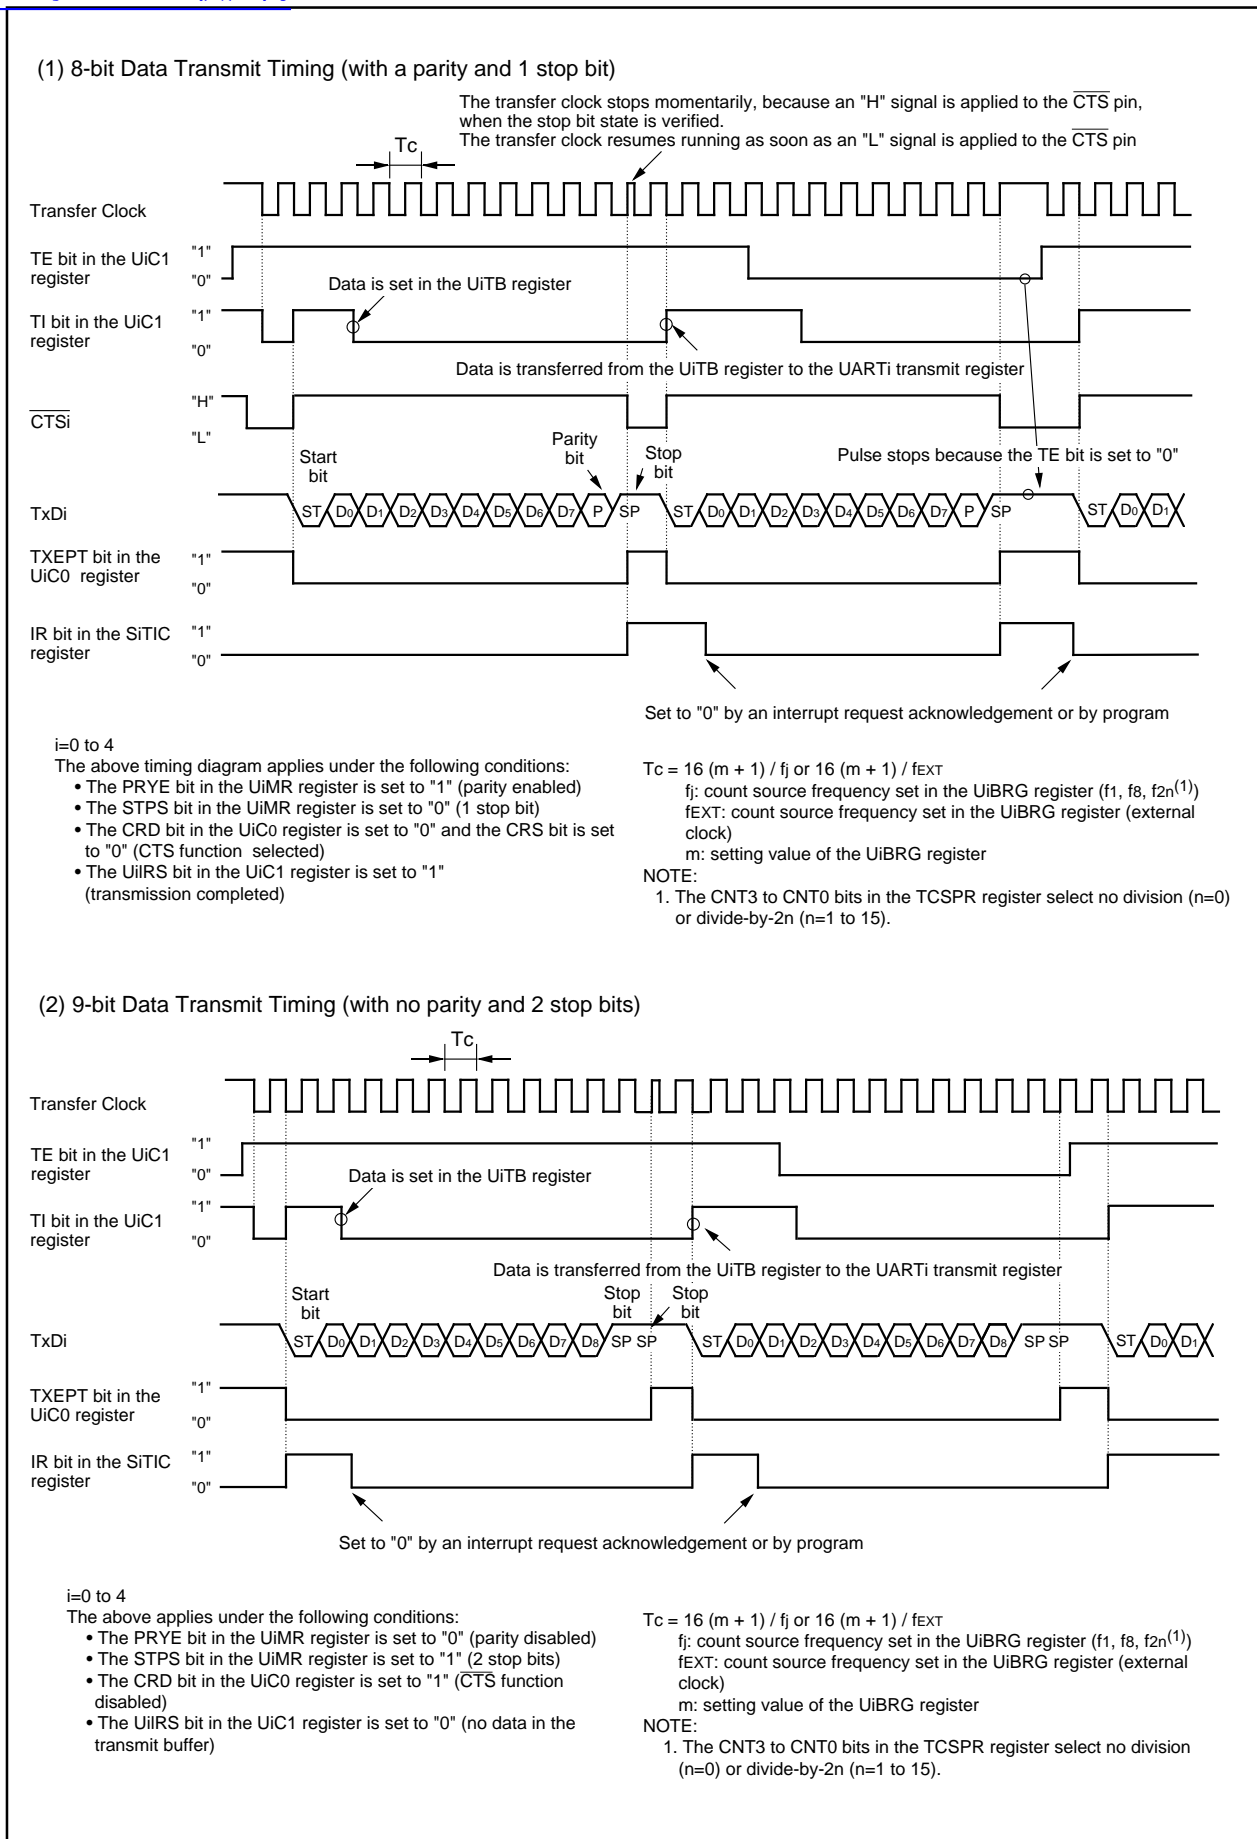 (1) 8-bit Data Transmit Timing (with a parity and 1 stop bit)
The transfer clock stops momentarily, because an "H" signal is applied to the CTS pin,
when the stop bit state is verified.
The transfer clock resumes running as soon as an "L" signal is applied to the CTS pin
Tc
Transfer Clock
TE bit in the UiC1
register
"1"
"0"
Data is set in the UiTB register
TI bit in the UiC1
register
"1"
"0"
Data is transferred from the UiTB register to the UARTi transmit register
CTSi
"H"
"L"
Start
bit
Parity
bit
Stop
bit
Pulse stops because the TE bit is set to "0"
TxDi
ST D0 D1 D2 D3 D4 D5 D6 D7 P SP ST D0 D1 D2 D3 D4 D5 D6 D7 P SP ST D0 D1
TXEPT bit in the
UiC0 register
"1"
"0"
IR bit in the SiTIC
register
"1"
"0"
Set to "0" by an interrupt request acknowledgement or by program
i=0 to 4
The above timing diagram applies under the following conditions:
• The PRYE bit in the UiMR register is set to "1" (parity enabled)
• The STPS bit in the UiMR register is set to "0" (1 stop bit)
• The CRD bit in the UiC0 register is set to "0" and the CRS bit is set
to "0" (CTS function selected)
• The UiIRS bit in the UiC1 register is set to "1"
(transmission completed)
Tc = 16 (m + 1) / fj or 16 (m + 1) / fEXT
fj: count source frequency set in the UiBRG register (f1, f8, f2n(1))
fEXT: count source frequency set in the UiBRG register (external
clock)
m: setting value of the UiBRG register
NOTE:
1. The CNT3 to CNT0 bits in the TCSPR register select no division (n=0)
or divide-by-2n (n=1 to 15).
(2) 9-bit Data Transmit Timing (with no parity and 2 stop bits)
Tc
Transfer Clock
TE bit in the UiC1
register
"1"
"0"
Data is set in the UiTB register
TI bit in the UiC1
register
"1"
"0"
Data is transferred from the UiTB register to the UARTi transmit register
Start
bit
Stop
bit
Stop
bit
TxDi
ST D0 D1 D2 D3 D4 D5 D6 D7 D8 SP SP ST D0 D1 D2 D3 D4 D5 D6 D7 D8 SP SP ST D0 D1
TXEPT bit in the
UiC0 register
"1"
"0"
IR bit in the SiTIC
register
"1"
"0"
Set to "0" by an interrupt request acknowledgement or by program
i=0 to 4
The above applies under the following conditions:
• The PRYE bit in the UiMR register is set to "0" (parity disabled)
• The STPS bit in the UiMR register is set to "1" (2 stop bits)
• The CRD bit in the UiC0 register is set to "1" (CTS function
disabled)
• The UiIRS bit in the UiC1 register is set to "0" (no data in the
transmit buffer)
Tc = 16 (m + 1) / fj or 16 (m + 1) / fEXT
fj: count source frequency set in the UiBRG register (f1, f8, f2n(1))
fEXT: count source frequency set in the UiBRG register (external
clock)
m: setting value of the UiBRG register
NOTE:
1. The CNT3 to CNT0 bits in the TCSPR register select no division
(n=0) or divide-by-2n (n=1 to 15).